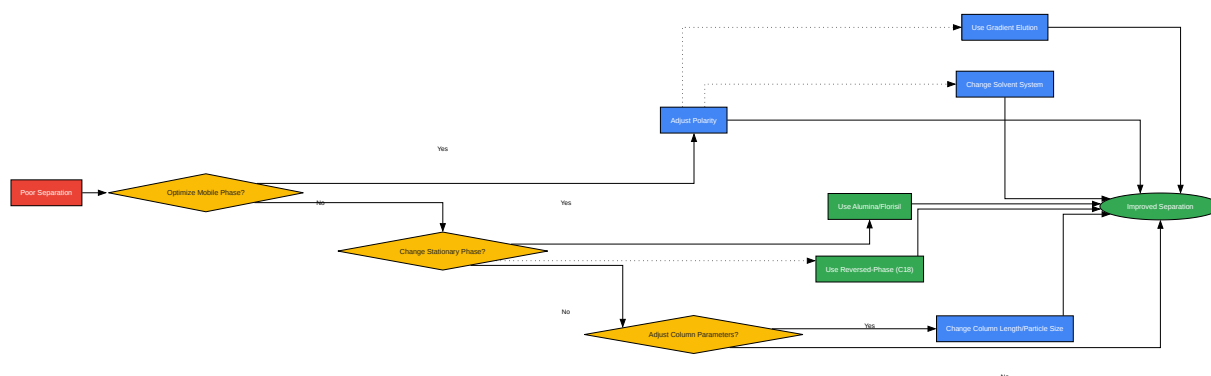 Use Gradient Elution
Change Solvent System
Adjust Polarity
Yes
Poor Separation
Optimize Mobile Phase?
No
Yes
Use Alumina/Florisil
Improved Separation
Change Stationary Phase?
Use Reversed-Phase (C18)
No
Adjust Column Parameters?
Yes
Change Column Length/Particle Size